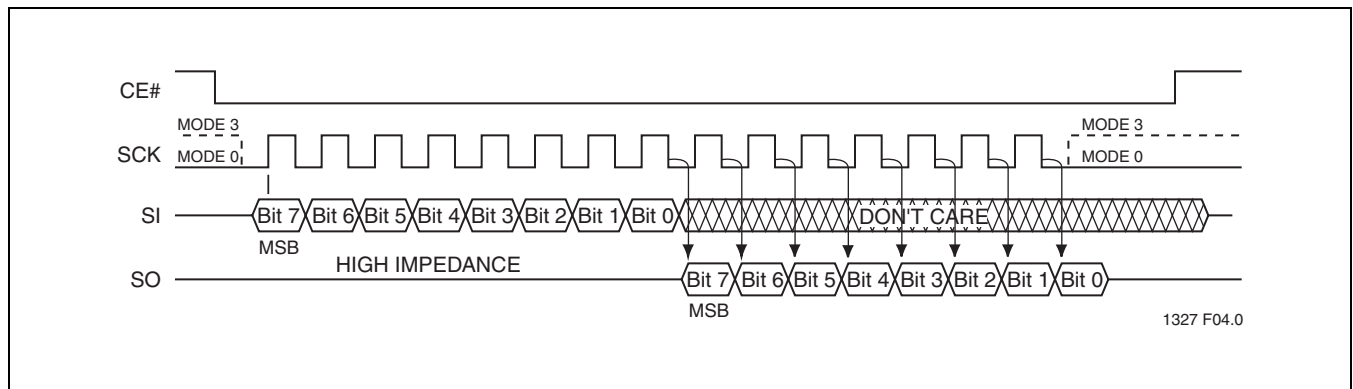 CE#
MODE 3 MODE 3
SCK MODE 0 MODE 0
SI Bit 7 Bit 6 Bit 5 Bit 4 Bit 3 Bit 2 Bit 1 Bit 0 DON'T CARE
MSB
HIGH IMPEDANCE
SO Bit 7 Bit 6 Bit 5 Bit 4 Bit 3 Bit 2 Bit 1 Bit 0
MSB
1327 F04.0